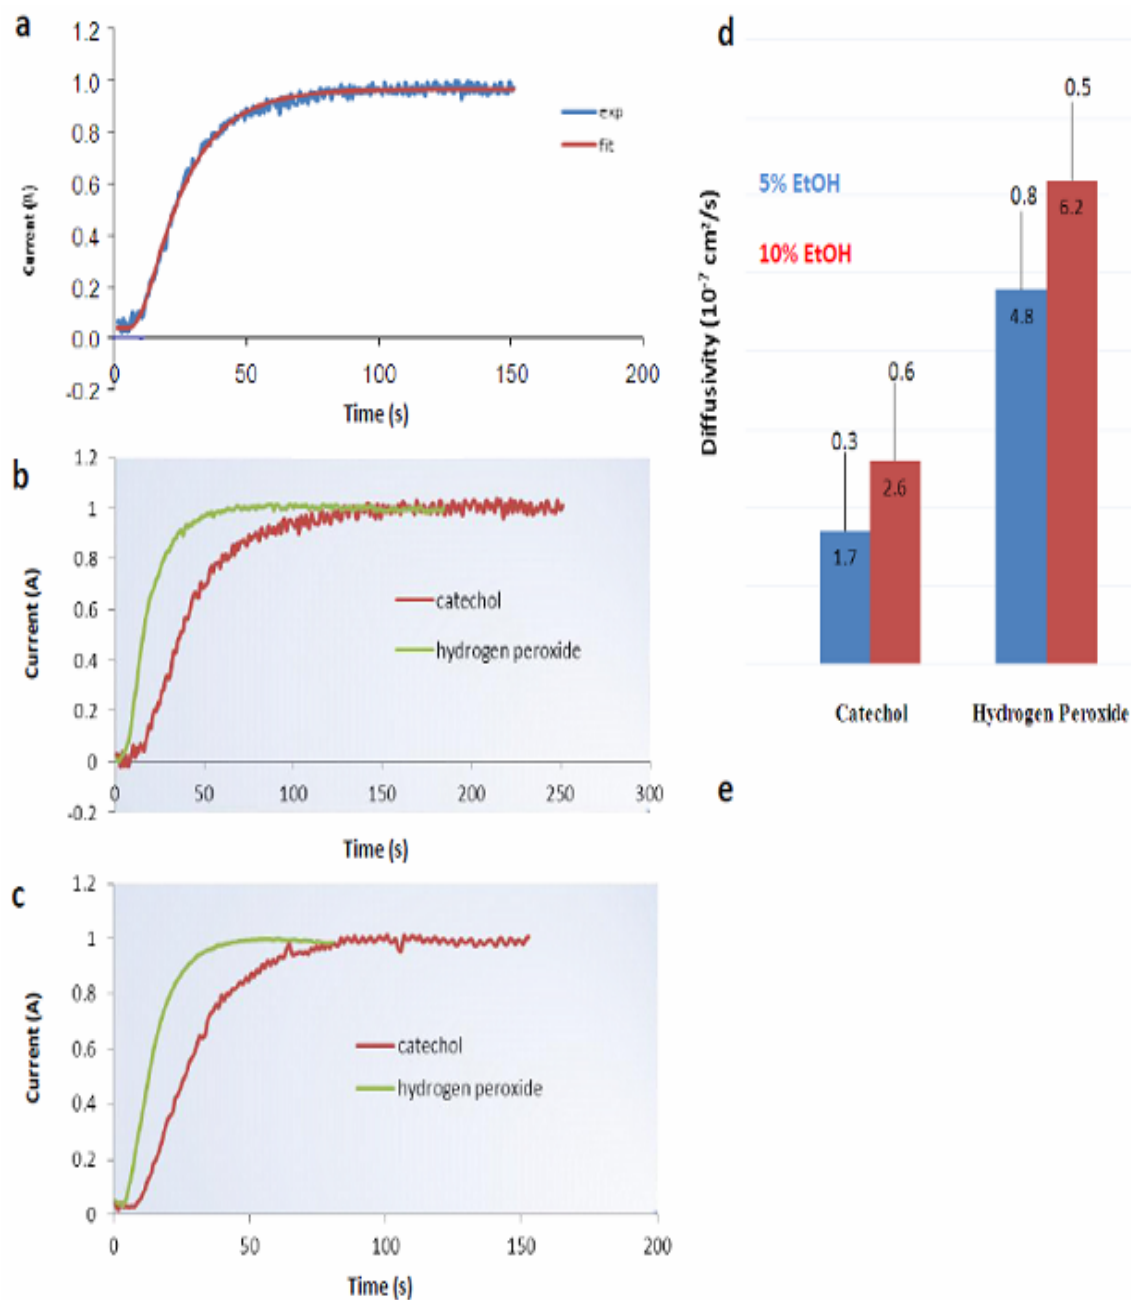 a
1.2
1.0
0.8
0.6
0.4
0.2
0.0
-0.2
0
50
100
150
200
exp
fit
Time (s)
b
1.2
1
0.8
0.6
0.4
0.2
0
-0.2
Current (A)
catechol
hydrogen peroxide
0
50
100
150
200
250
300
Time (s)
c
1.2
1
0.8
0.6
0.4
0.2
0
Current (A)
catechol
hydrogen peroxide
0
50
100
150
200
Time (s)
d
Diffusivity (10⁻⁷ cm²/s)
5% EtOH
10% EtOH
0.3
1.7
0.6
2.6
0.8
4.8
0.5
6.2
Catechol
Hydrogen Peroxide
e